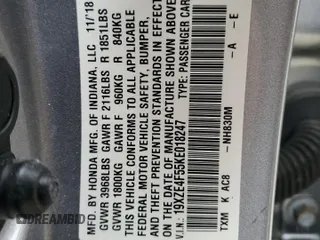 MFD. BY HONDA MFG. OF INDIANA, LLC 11/18
GVWR 3968LBS GAWR F 2116LBS R 1851LBS
GVWR 1800KG GAWR F 960KG R 840KG
THIS VEHICLE CONFORMS TO ALL APPLICABLE
FEDERAL MOTOR VEHICLE SAFETY, BUMPER,
AND THEFT PREVENTION STANDARDS IN EFFECT
ON THE DATE OF MANUFACTURE SHOWN ABOVE.
V.I.N.: 19XZE4F55KE018247 TYPE: PASSENGER CAR
NH830M -A -E
TXM K AC8
AUTOBIDMASTER